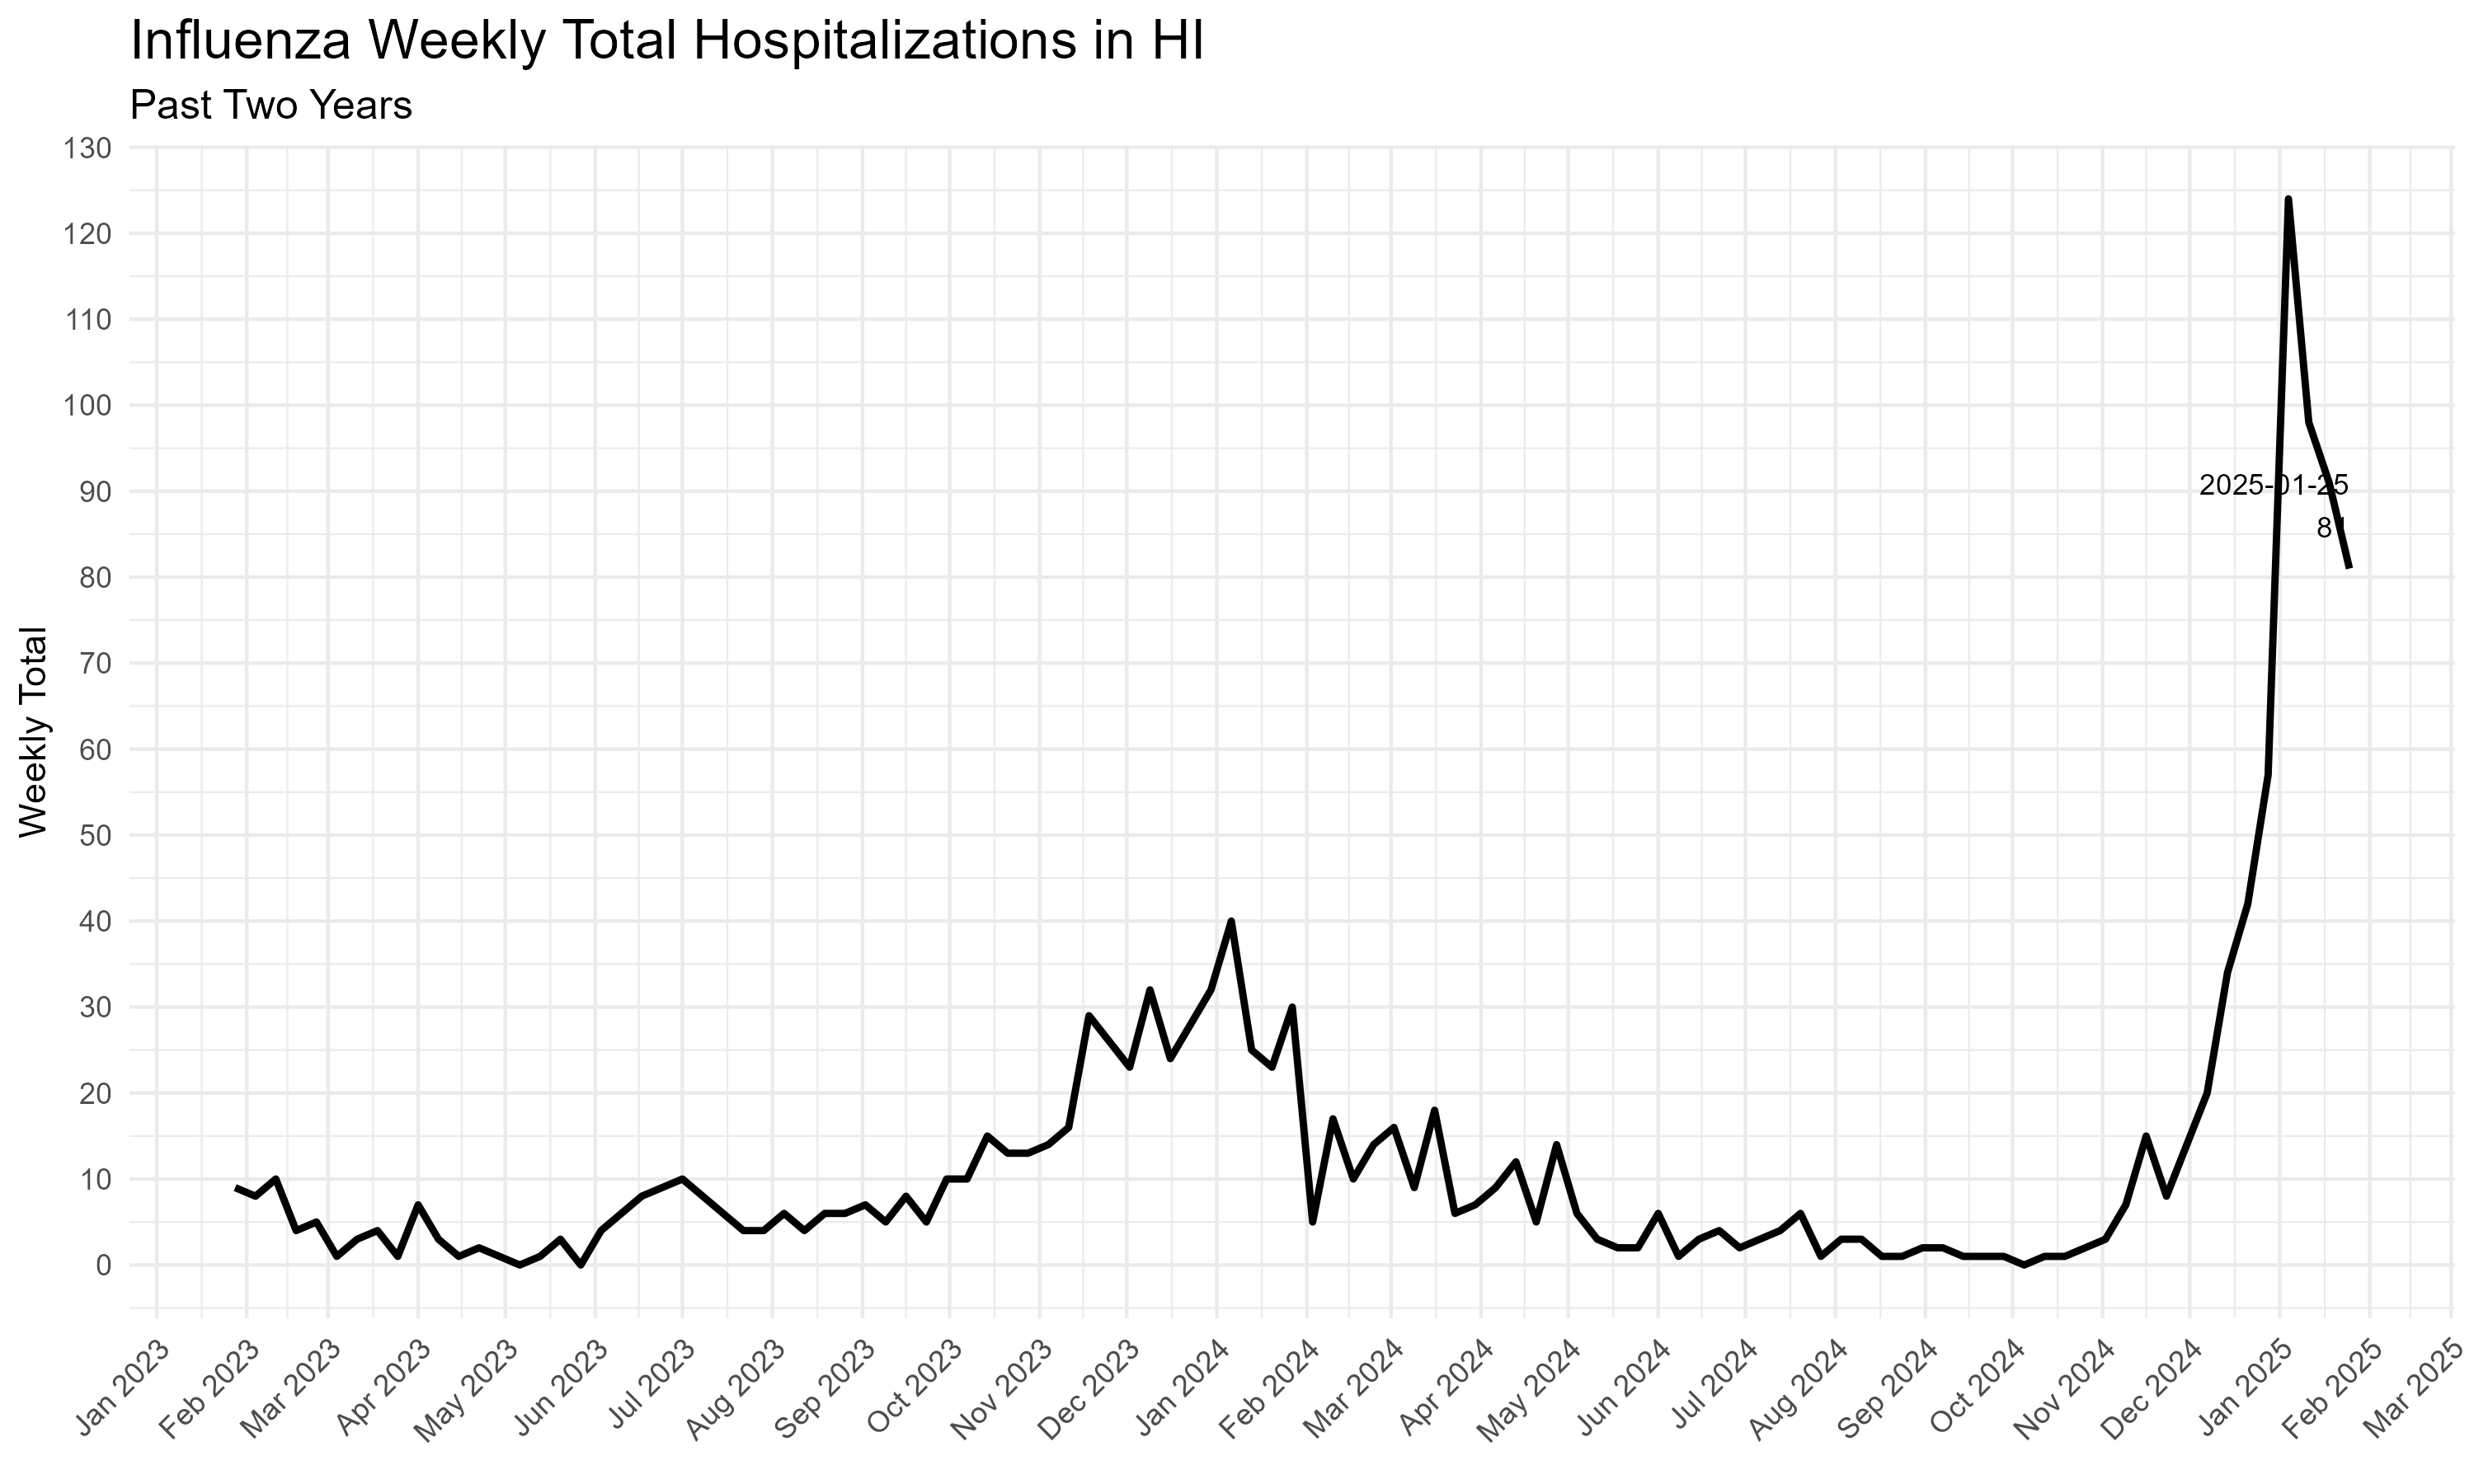 Influenza Weekly Total Hospitalizations in HI
Past Two Years
130
120
110
100
90
80
70
60
50
40
30
20
10
0
Weekly Total
2025-01-25
81
Jan 2023
Feb 2023
Mar 2023
Apr 2023
May 2023
Jun 2023
Jul 2023
Aug 2023
Sep 2023
Oct 2023
Nov 2023
Dec 2023
Jan 2024
Feb 2024
Mar 2024
Apr 2024
May 2024
Jun 2024
Jul 2024
Aug 2024
Sep 2024
Oct 2024
Nov 2024
Dec 2024
Jan 2025
Feb 2025
Mar 2025